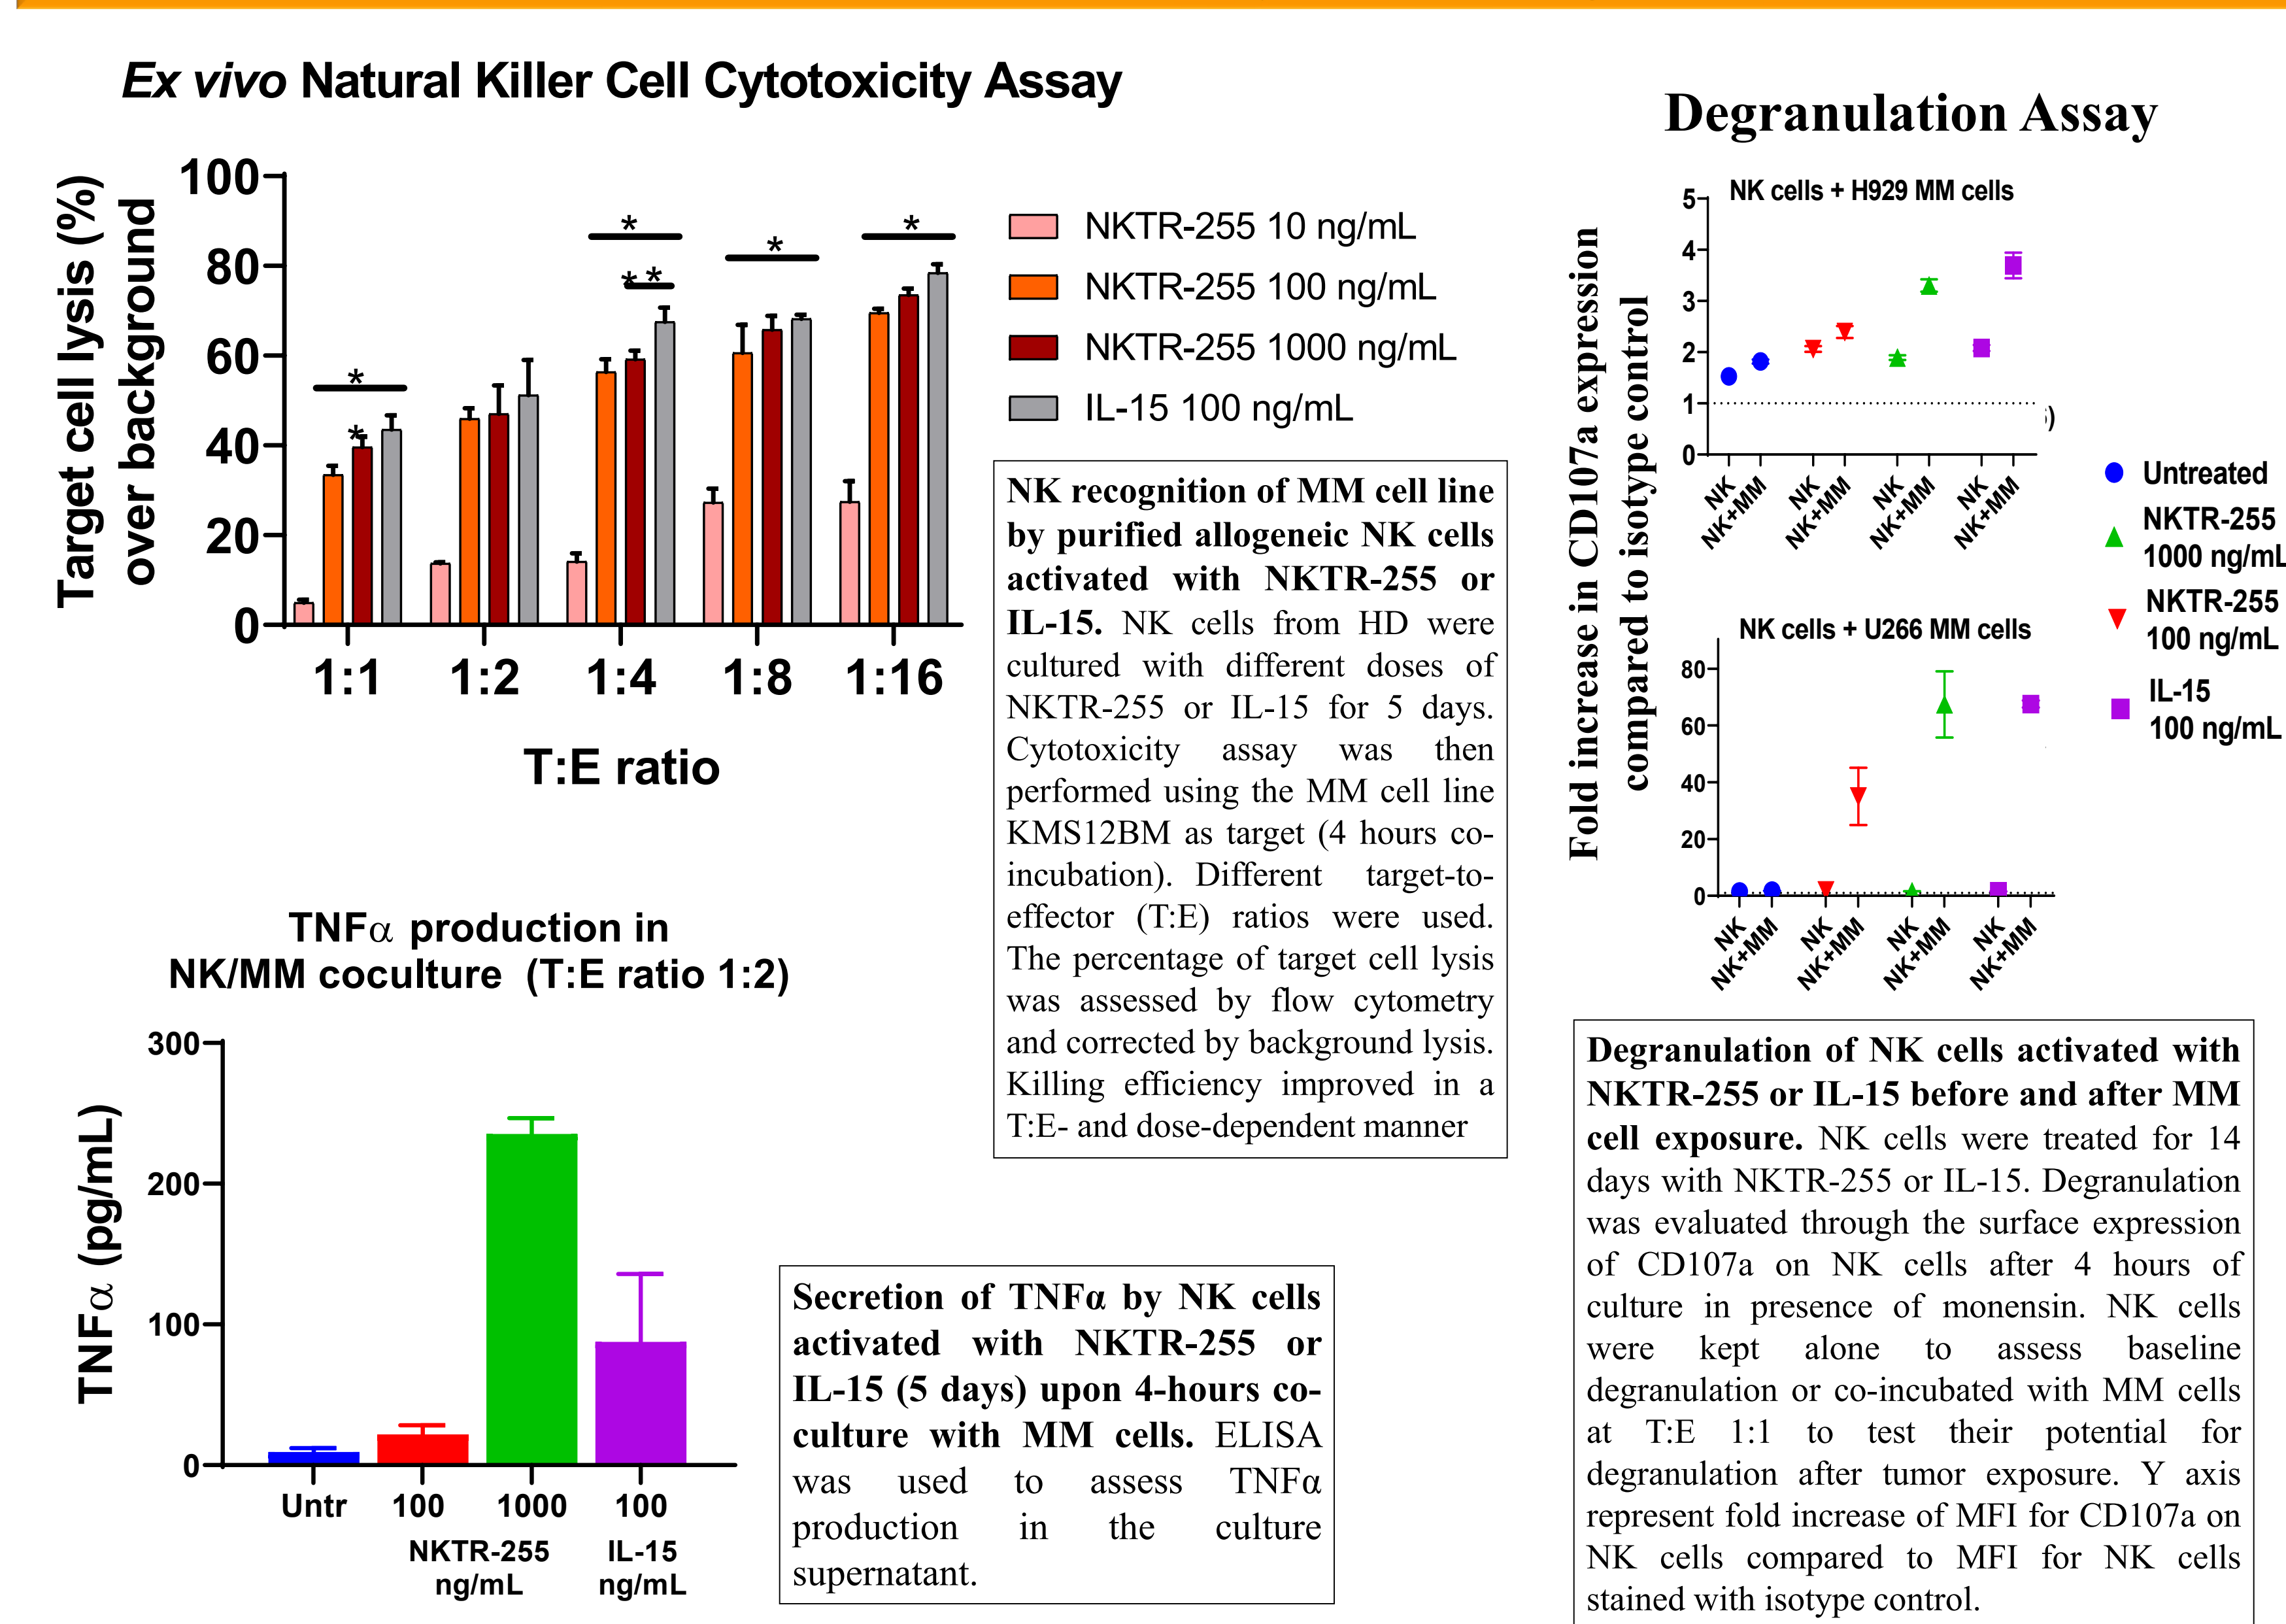 Ex vivo Natural Killer Cell Cytotoxicity Assay
Target cell lysis (%)
over background
100
80
60
40
20
0
*
*
*
* *
*
*
1:1 1:2 1:4 1:8 1:16
T:E ratio
NKTR-255 10 ng/mL
NKTR-255 100 ng/mL
NKTR-255 1000 ng/mL
IL-15 100 ng/mL
NK recognition of MM cell line
by purified allogeneic NK cells
activated with NKTR-255 or
IL-15. NK cells from HD were
cultured with different doses of
NKTR-255 or IL-15 for 5 days.
Cytotoxicity assay was then
performed using the MM cell line
KMS12BM as target (4 hours co-
incubation). Different target-to-
effector (T:E) ratios were used.
The percentage of target cell lysis
was assessed by flow cytometry
and corrected by background lysis.
Killing efficiency improved in a
T:E- and dose-dependent manner
TNFα production in
NK/MM coculture (T:E ratio 1:2)
TNFα (pg/mL)
300
200
100
0
Untr 100 1000 100
NKTR-255 IL-15
ng/mL ng/mL
Secretion of TNFα by NK cells
activated with NKTR-255 or
IL-15 (5 days) upon 4-hours co-
culture with MM cells. ELISA
was used to assess TNFα
production in the culture
supernatant.
Degranulation Assay
Fold increase in CD107a expression
compared to isotype control
NK cells + H929 MM cells
5
4
3
2
1
0
)
NK NK+MM NK NK+MM NK NK+MM NK NK+MM
NK cells + U266 MM cells
80
60
40
20
0
NK NK+MM NK NK+MM NK NK+MM NK NK+MM
Untreated
NKTR-255
1000 ng/mL
NKTR-255
100 ng/mL
IL-15
100 ng/mL
Degranulation of NK cells activated with
NKTR-255 or IL-15 before and after MM
cell exposure. NK cells were treated for 14
days with NKTR-255 or IL-15. Degranulation
was evaluated through the surface expression
of CD107a on NK cells after 4 hours of
culture in presence of monensin. NK cells
were kept alone to assess baseline
degranulation or co-incubated with MM cells
at T:E 1:1 to test their potential for
degranulation after tumor exposure. Y axis
represent fold increase of MFI for CD107a on
NK cells compared to MFI for NK cells
stained with isotype control.